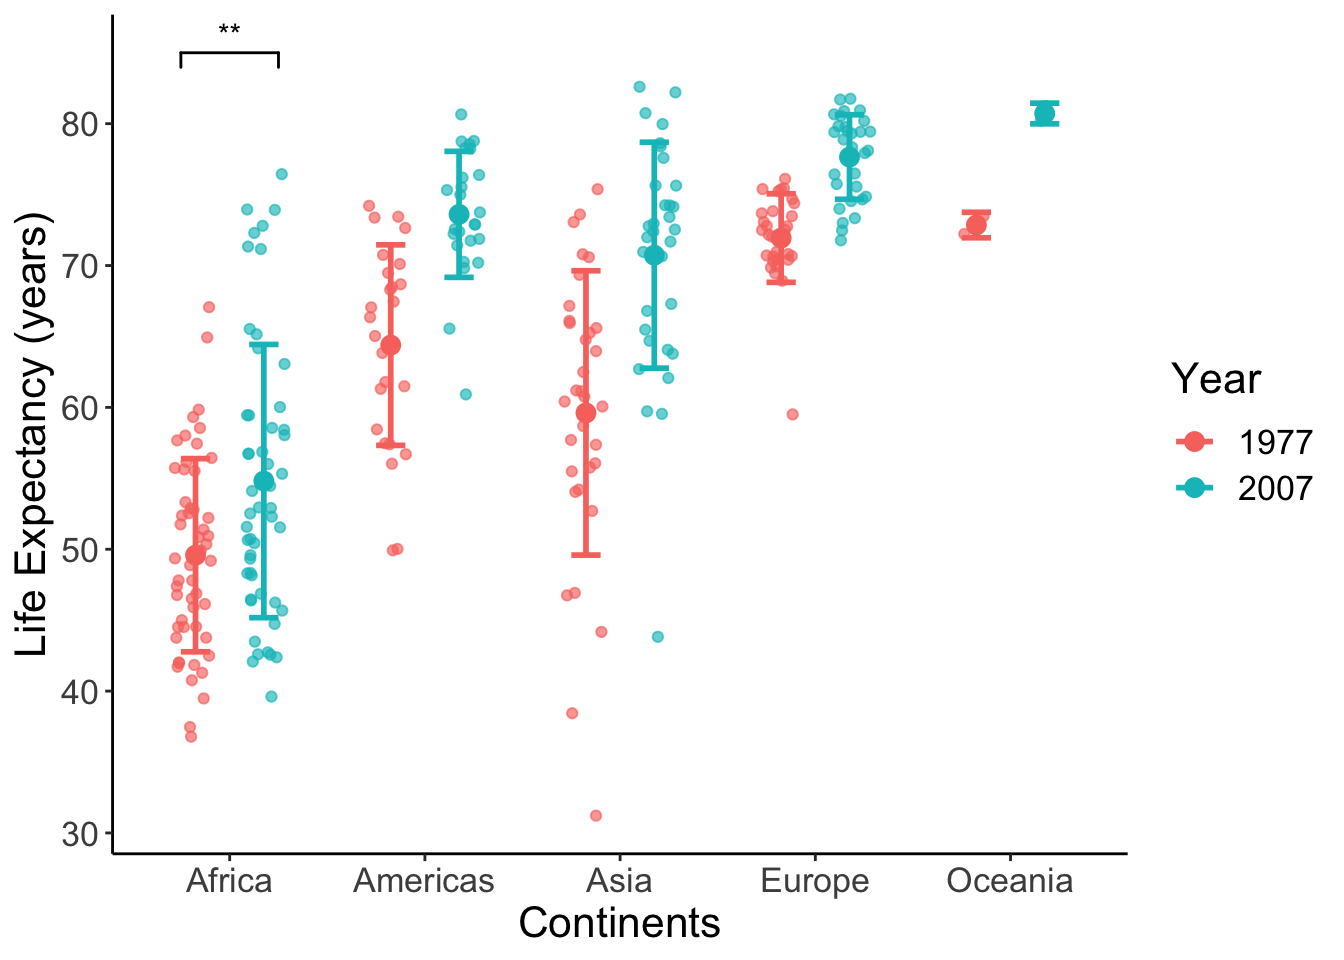 **
80
70
60
50
40
30
Life Expectancy (years)
Africa
Americas
Asia
Europe
Oceania
Continents
Year
1977
2007